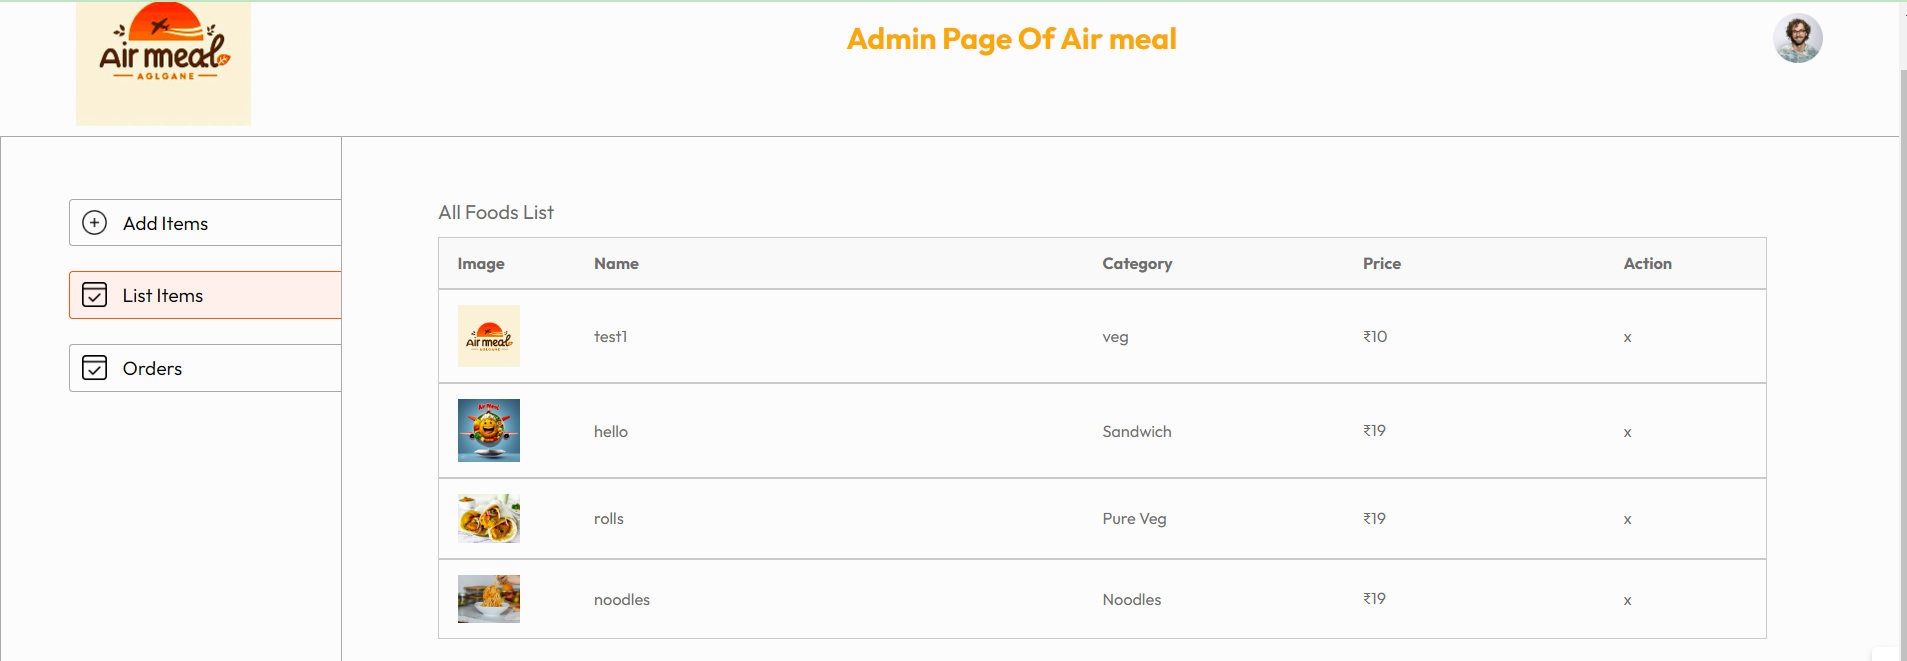 Air meal
AGLGANE
Admin Page Of Air meal
Add Items
List Items
Orders
All Foods List
Image Name Category Price Action
Air meal
test1 veg ₹10 x
Air Meal
hello Sandwich ₹19 x
rolls Pure Veg ₹19 x
noodles Noodles ₹19 x